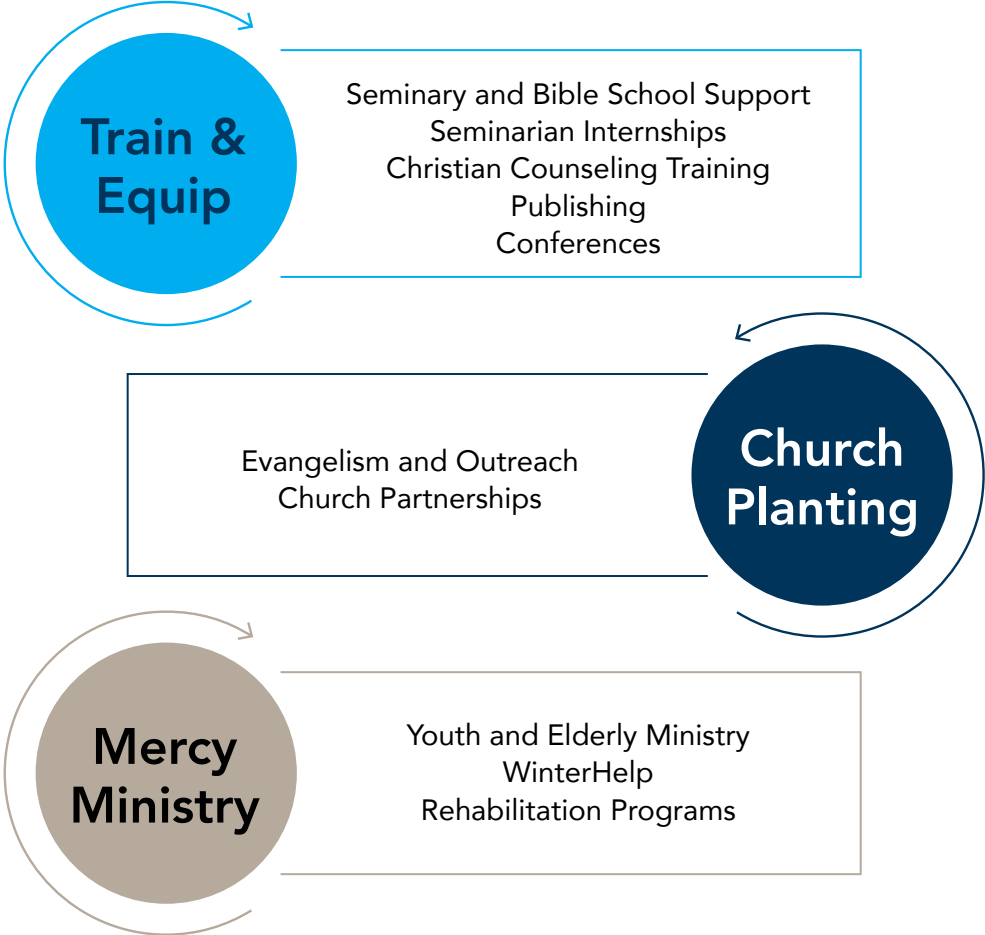 Train &
Equip
Seminary and Bible School Support
Seminarian Internships
Christian Counseling Training
Publishing
Conferences
Evangelism and Outreach
Church Partnerships
Church
Planting
Mercy
Ministry
Youth and Elderly Ministry
WinterHelp
Rehabilitation Programs